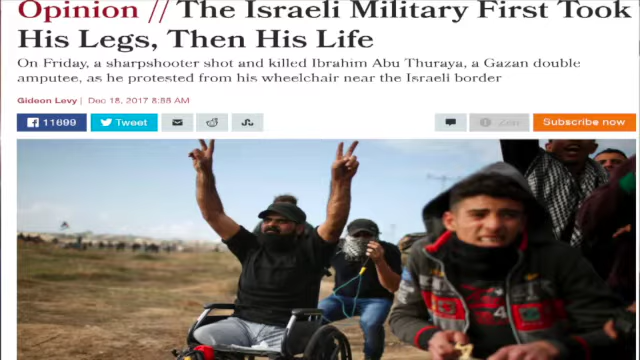 Opinion // The Israeli Military First Took
His Legs, Then His Life
On Friday, a sharpshooter shot and killed Ibrahim Abu Thuraya, a Gazan double
amputee, as he protested from his wheelchair near the Israeli border
Gideon Levy | Dec 18, 2017 8:58 AM
11699 Tweet Zen Subscribe now